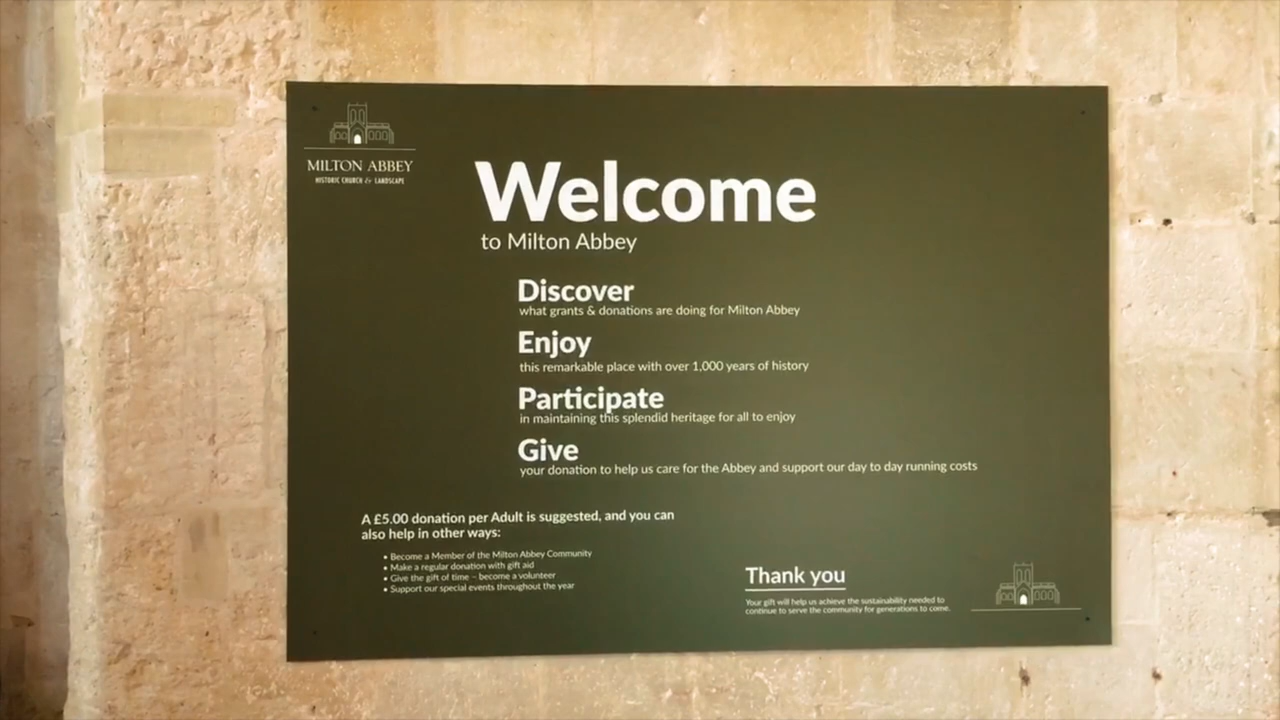 MILTON ABBEY
HISTORIC CHURCH & LANDSCAPE
Welcome
to Milton Abbey
Discover
what grants & donations are doing for Milton Abbey
Enjoy
this remarkable place with over 1,000 years of history
Participate
in maintaining this splendid heritage for all to enjoy
Give
your donation to help us care for the Abbey and support our day to day running costs
A £5.00 donation per Adult is suggested, and you can
also help in other ways:
• Become a Member of the Milton Abbey Community
• Make a regular donation with gift aid
• Give the gift of time – become a volunteer
• Support our special events throughout the year
Thank you
Your gift will help us achieve the sustainability needed to
continue to serve the community for generations to come.